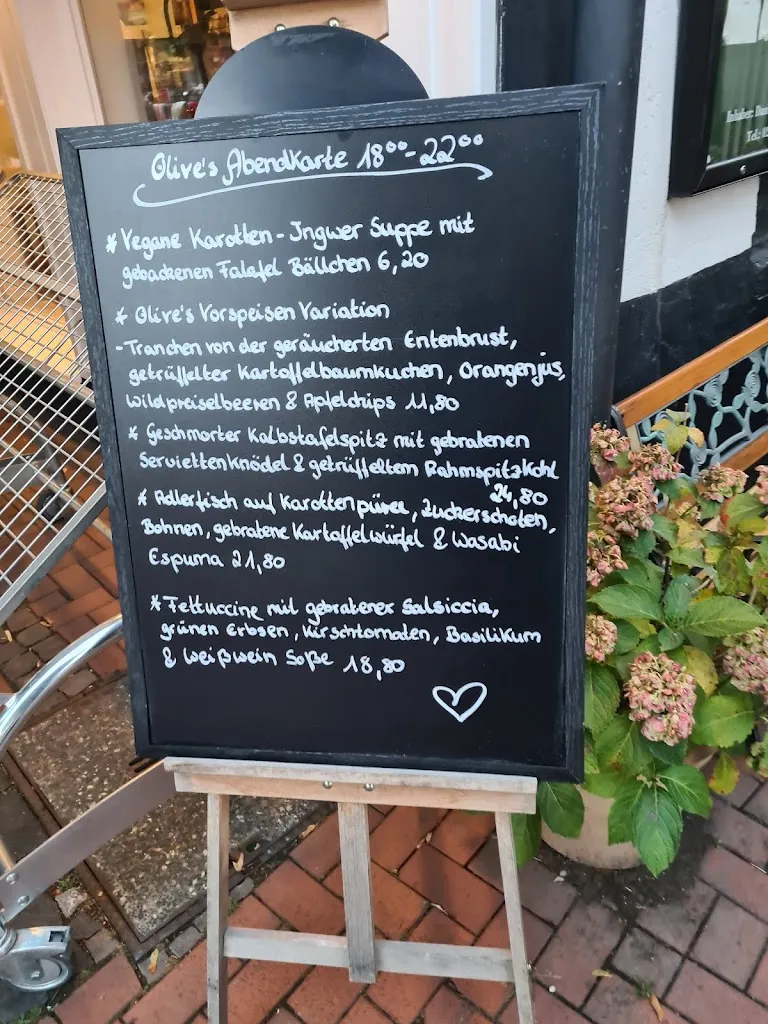 Olive's Abendkarte 18⁰⁰-22⁰⁰
* Vegane Karotten-Ingwer Suppe mit
gebackenen Falafel Bällchen 6,20
* Olive's Vorspeisen Variation
-Tranchen von der geräucherten Entenbrust,
getrüffelter Kartoffelbaumkuchen, Orangenjus,
Wildpreiselbeeren & Apfelchips 11,80
* Geschmorter Kalbstafelspitz mit gebratenen
Serviettenknödel & getrüffeltem Rahmspitzkohl
24,80
* Adlerfisch auf Karottenpüree, Zuckerschoten,
Bohnen, gebratene Kartoffelwürfel & Wasabi
Espuma 21,80
* Fettuccine mit gebratener Salsiccia,
grünen Erbsen, Kirschtomaten, Basilikum
& Weißwein Soße 18,80
Inhaber:
Tel.: